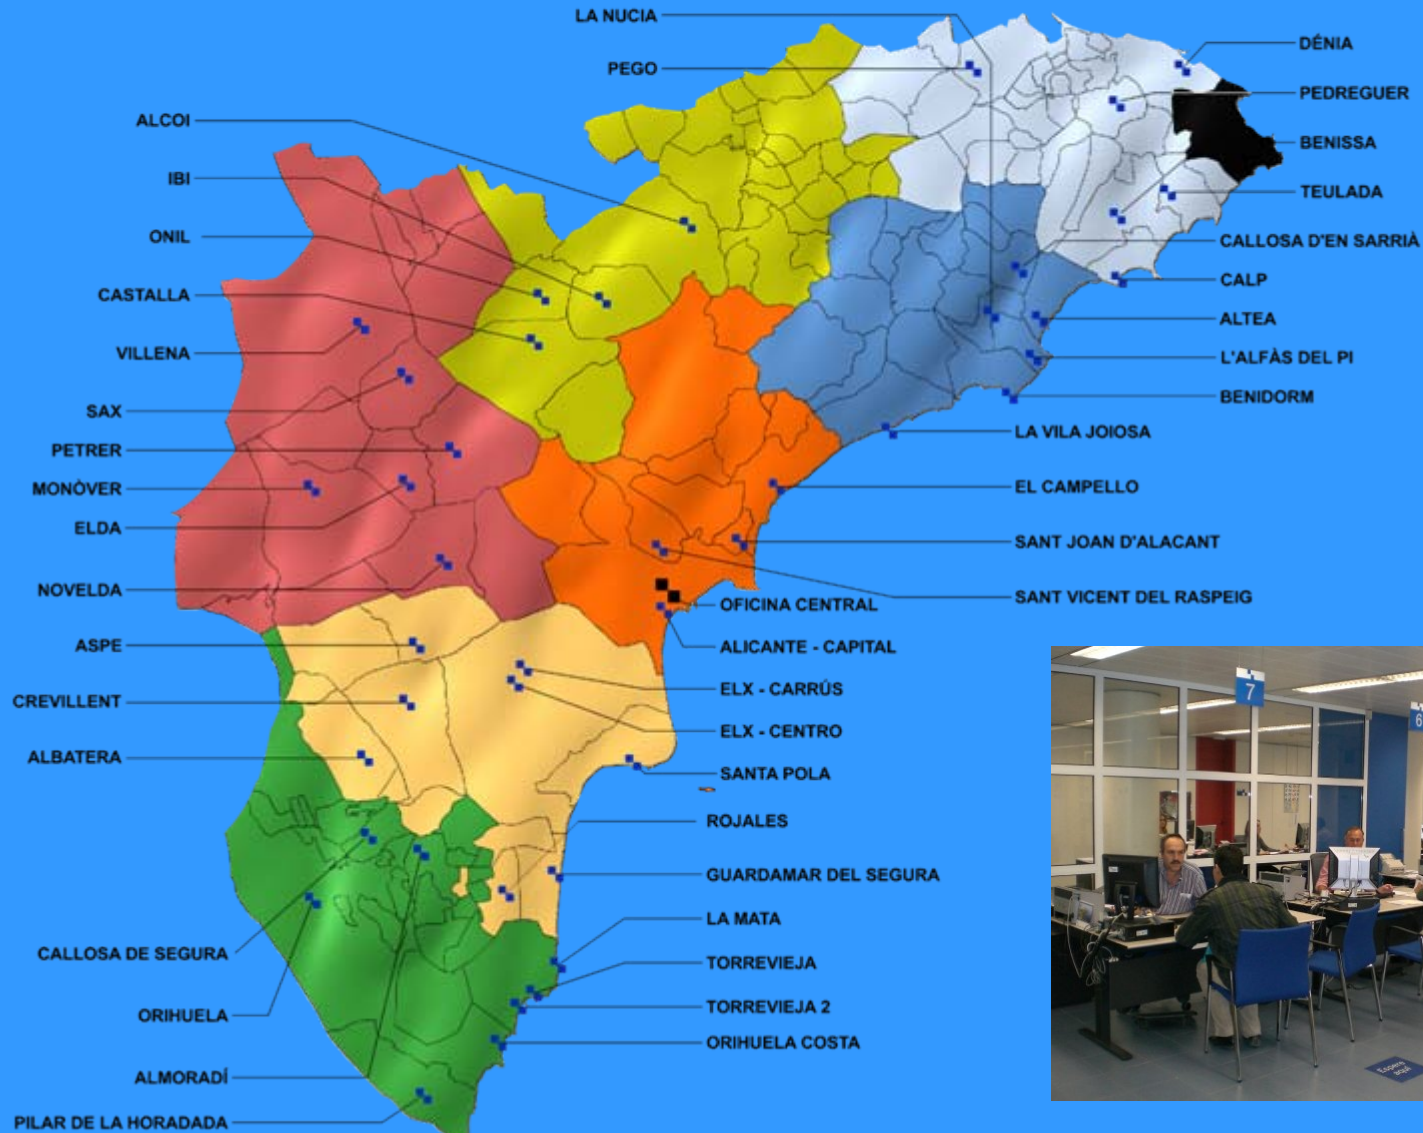 LA NUCIA
PEGO
ALCOI
IBI
ONIL
CASTALLA
VILLENA
SAX
PETRER
MONÒVER
ELDA
NOVELDA
ASPE
CREVILLENT
ALBATERA
CALLOSA DE SEGURA
ORIHUELA
ALMORADÍ
PILAR DE LA HORADADA
DÉNIA
PEDREGUER
BENISSA
TEULADA
CALLOSA D'EN SARRIÀ
CALP
ALTEA
L'ALFÀS DEL PI
BENIDORM
LA VILA JOIOSA
EL CAMPELLO
SANT JOAN D'ALACANT
SANT VICENT DEL RASPEIG
OFICINA CENTRAL
ALICANTE - CAPITAL
ELX - CARRÚS
ELX - CENTRO
SANTA POLA
ROJALES
GUARDAMAR DEL SEGURA
LA MATA
TORREVIEJA
TORREVIEJA 2
ORIHUELA COSTA
7
6
Espere
aquí